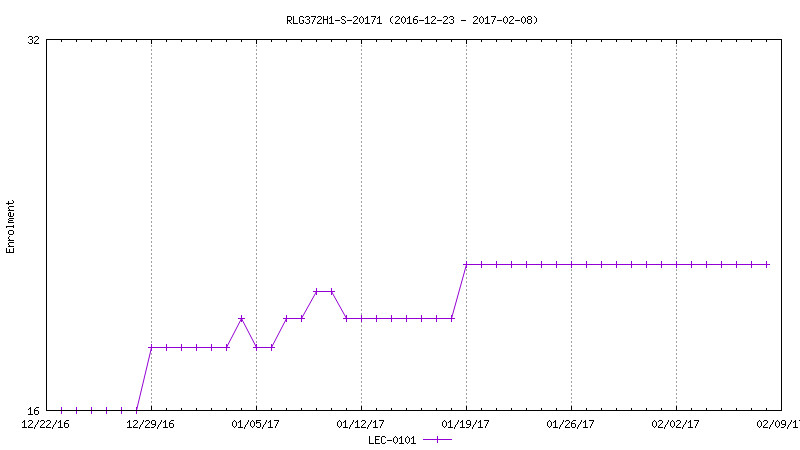 RLG372H1-S-20171 (2016-12-23 - 2017-02-08)
32
Enrolment
16
12/22/16 12/29/16 01/05/17 01/12/17 01/19/17 01/26/17 02/02/17 02/09/1
LEC-0101